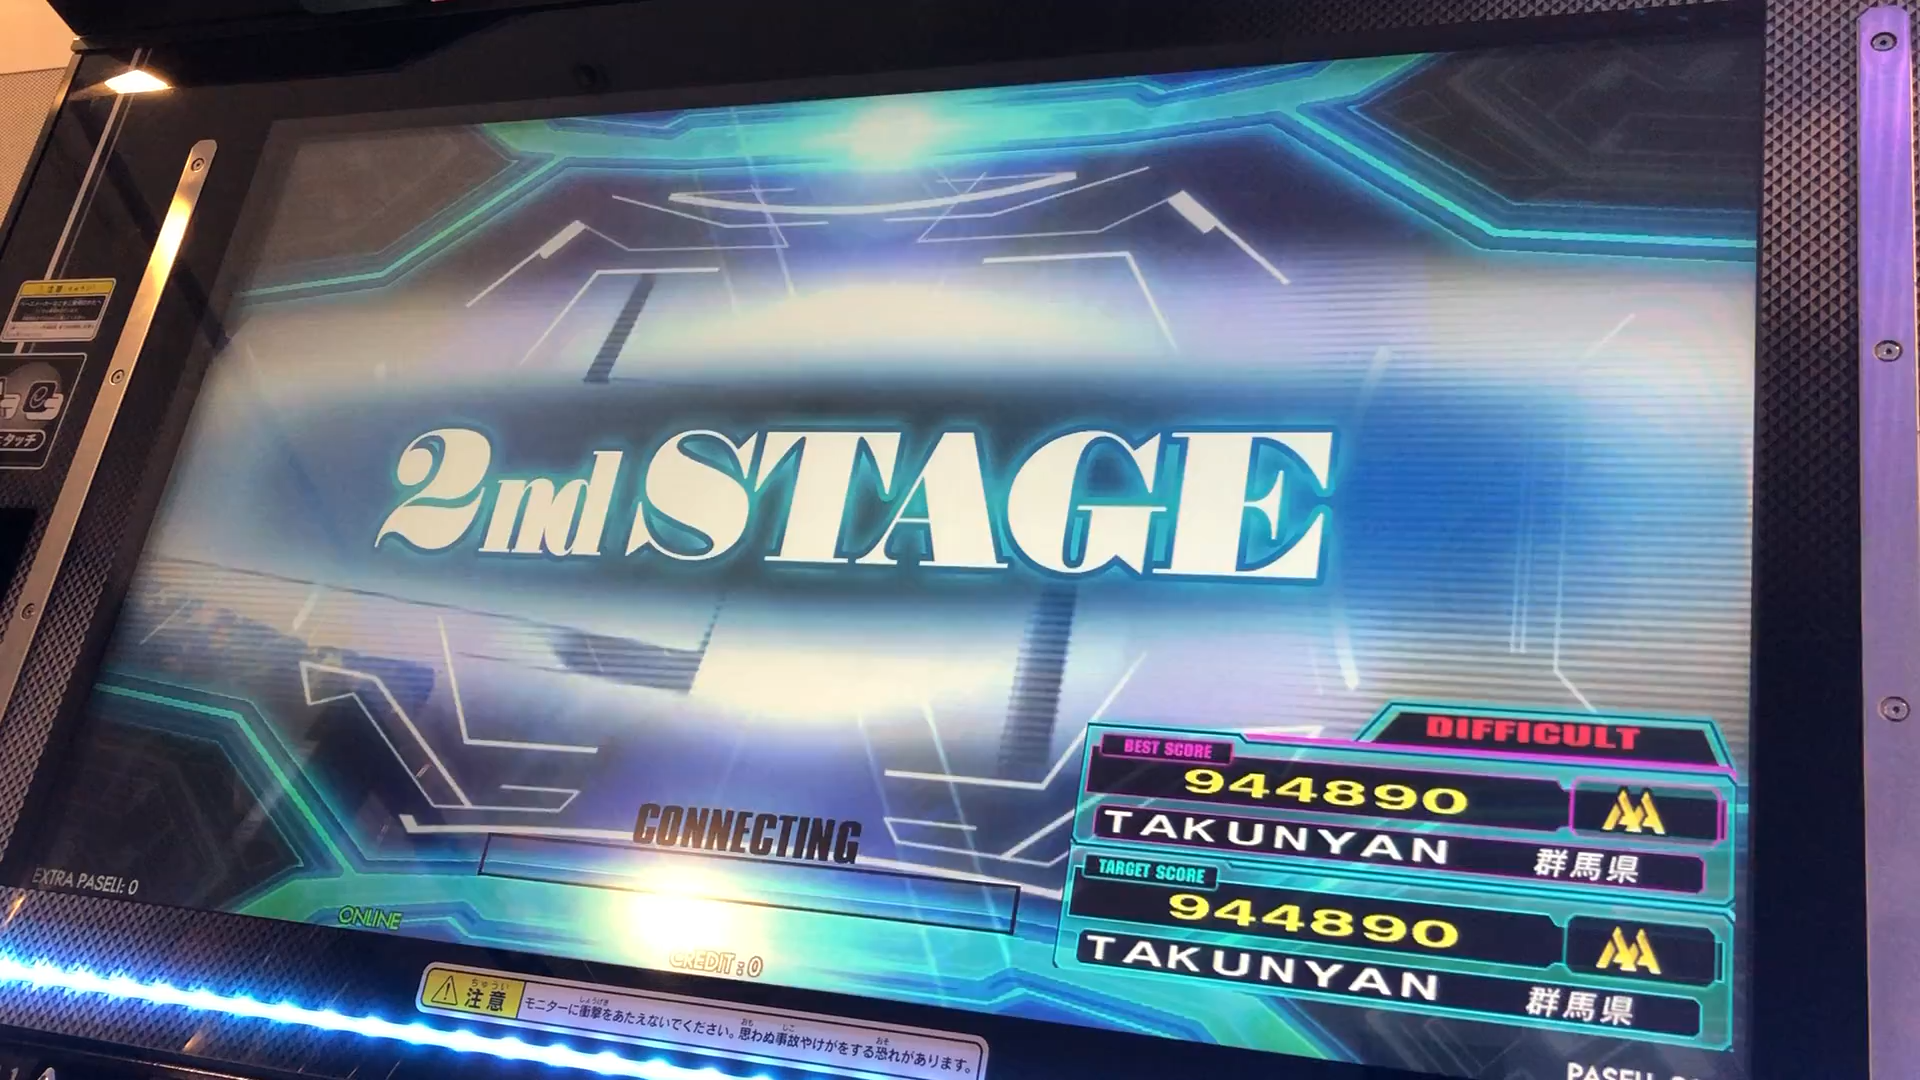 タッチ
2nd STAGE
DIFFICULT
BEST SCORE
944890
AA
TAKUNYAN
群馬県
TARGET SCORE
944890
AA
TAKUNYAN
群馬県
CONNECTING
EXTRA PASELI: 0
ONLINE
CREDIT : 0
注意 モニターに衝撃をあたえないでください。思わぬ事故やけがをする恐れがあります。
PASELI: